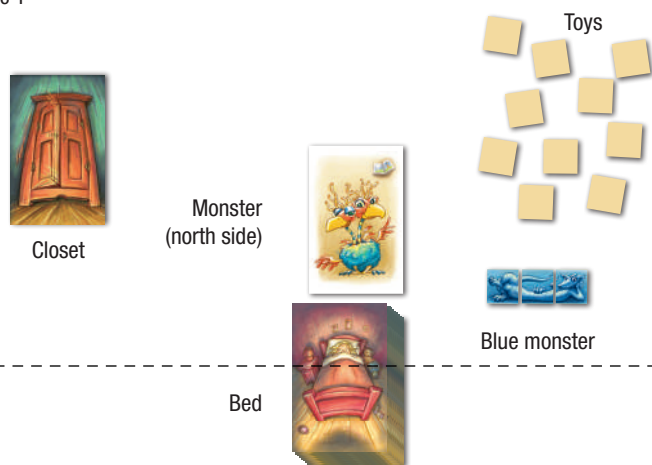 Toys
Closet
Monster
(north side)
Blue monster
Bed